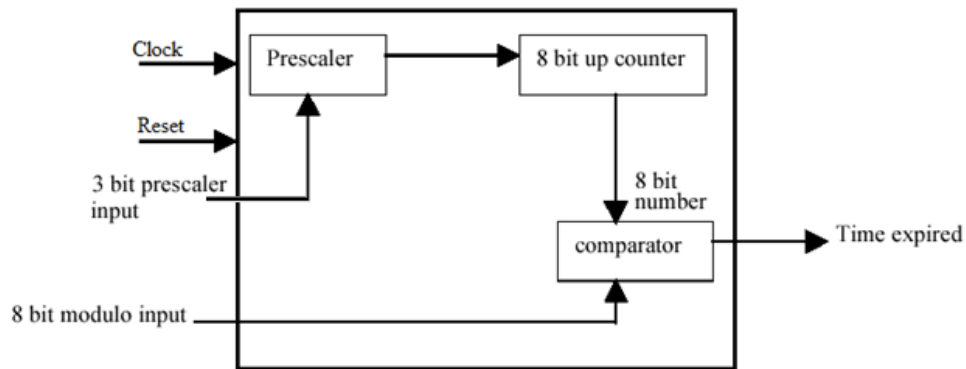 Clock
Prescaler
8 bit up counter
Reset
3 bit prescaler
input
8 bit
number
comparator
Time expired
8 bit modulo input